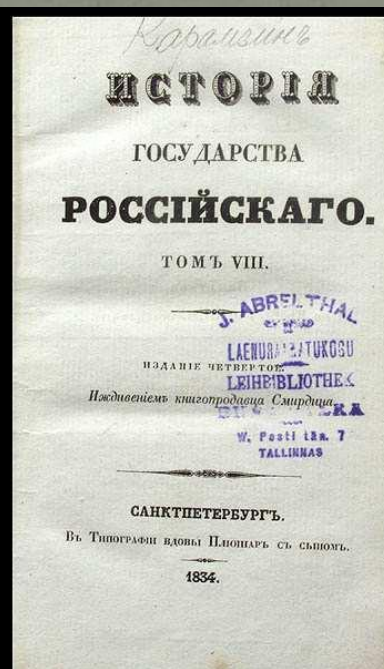 Карамзинъ
ИСТОРІЯ
ГОСУДАРСТВА
РОССІЙСКАГО.
ТОМЪ VIII.
J. ABRELTHAL
LAENURAAMATUKOGU
ИЗДАНІЕ ЧЕТВЕРТОЕ
LEIHBIBLIOTHEK
Иждивеніемъ книгопродавца Смирдина.
W. Posti tän. 7
TALLINNAS
САНКТПЕТЕРБУРГЪ.
Въ Типографіи вдовы Плюшаръ съ сыномъ.
1834.